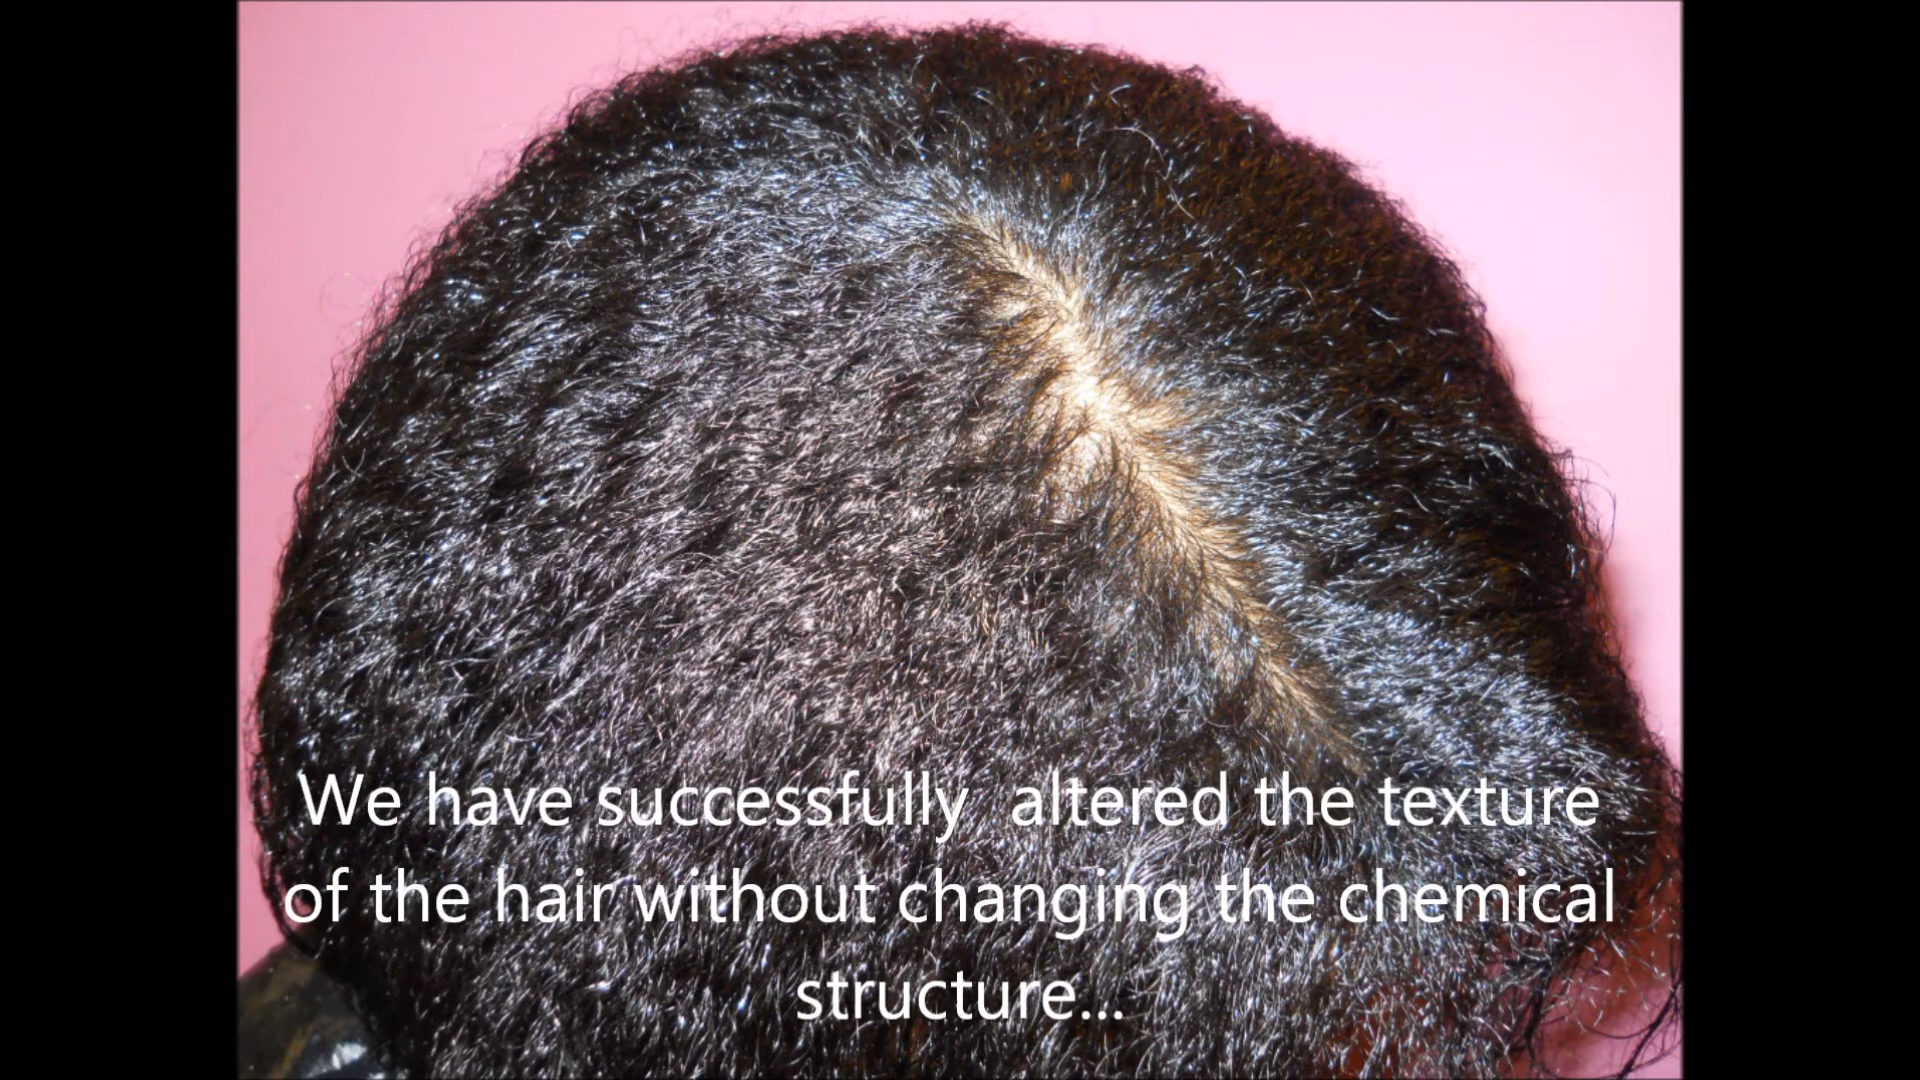 We have successfully  altered the texture
of the hair without changing the chemical
structure...